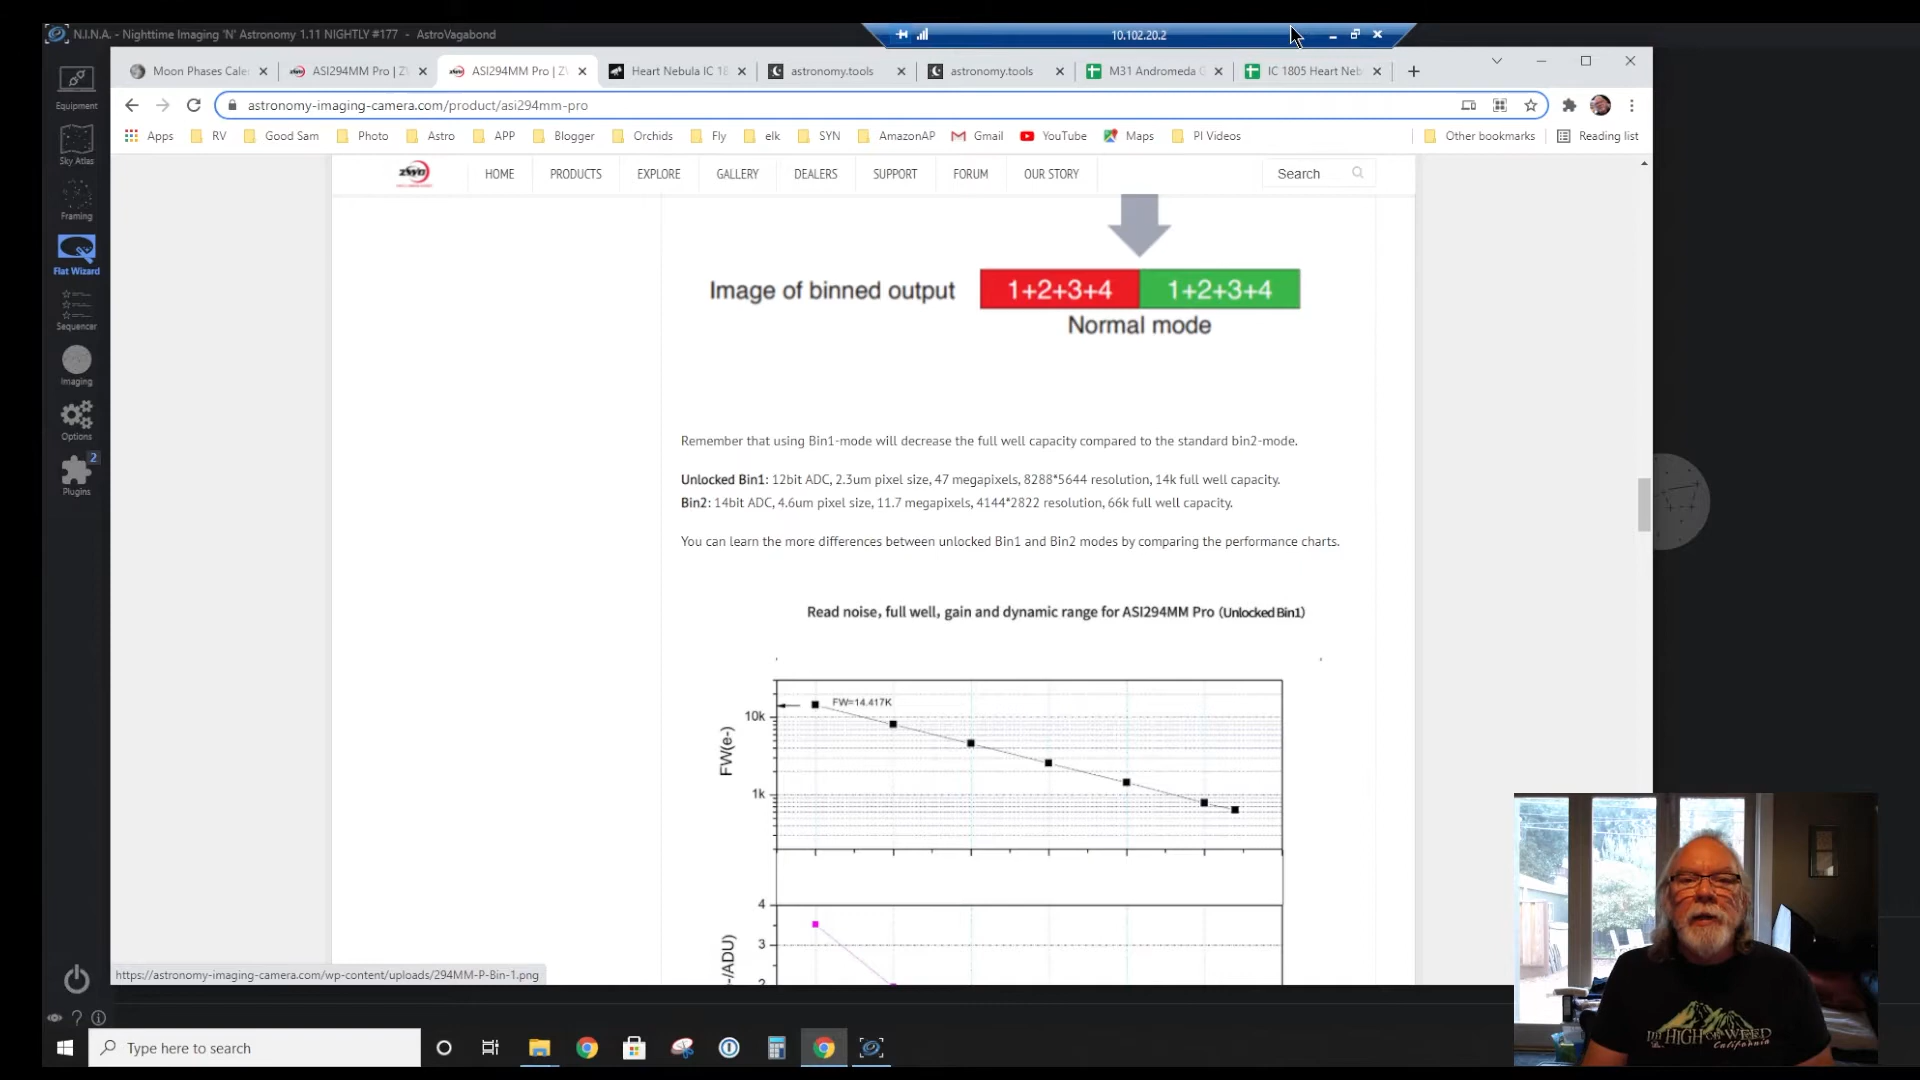 N.I.N.A. - Nighttime Imaging 'N' Astronomy 1.11 NIGHTLY #177 - AstroVagabond
10.102.20.2
Moon Phases Cale
ASI294MM Pro | Z
ASI294MM Pro | Z
Heart Nebula IC 18
astronomy.tools
astronomy.tools
M31 Andromeda G
IC 1805 Heart Neb
astronomy-imaging-camera.com/product/asi294mm-pro
Apps
RV
Good Sam
Photo
Astro
APP
Blogger
Orchids
Fly
elk
SYN
AmazonAP
Gmail
YouTube
Maps
PI Videos
Other bookmarks
Reading list
Equipment
Sky Atlas
Framing
Flat Wizard
Sequencer
Imaging
Options
2
Plugins
ZWO
HOME
PRODUCTS
EXPLORE
GALLERY
DEALERS
SUPPORT
FORUM
OUR STORY
Search
Image of binned output
1+2+3+4
1+2+3+4
Normal mode
Remember that using Bin1-mode will decrease the full well capacity compared to the standard bin2-mode.
Unlocked Bin1: 12bit ADC, 2.3um pixel size, 47 megapixels, 8288*5644 resolution, 14k full well capacity.
Bin2: 14bit ADC, 4.6um pixel size, 11.7 megapixels, 4144*2822 resolution, 66k full well capacity.
You can learn the more differences between unlocked Bin1 and Bin2 modes by comparing the performance charts.
Read noise, full well, gain and dynamic range for ASI294MM Pro (Unlocked Bin1)
FW=14.417K
10k
1k
FW(e-)
4
3
2
-/ADU)
https://astronomy-imaging-camera.com/wp-content/uploads/294MM-P-Bin-1.png
Type here to search
HIGH
WEED
California